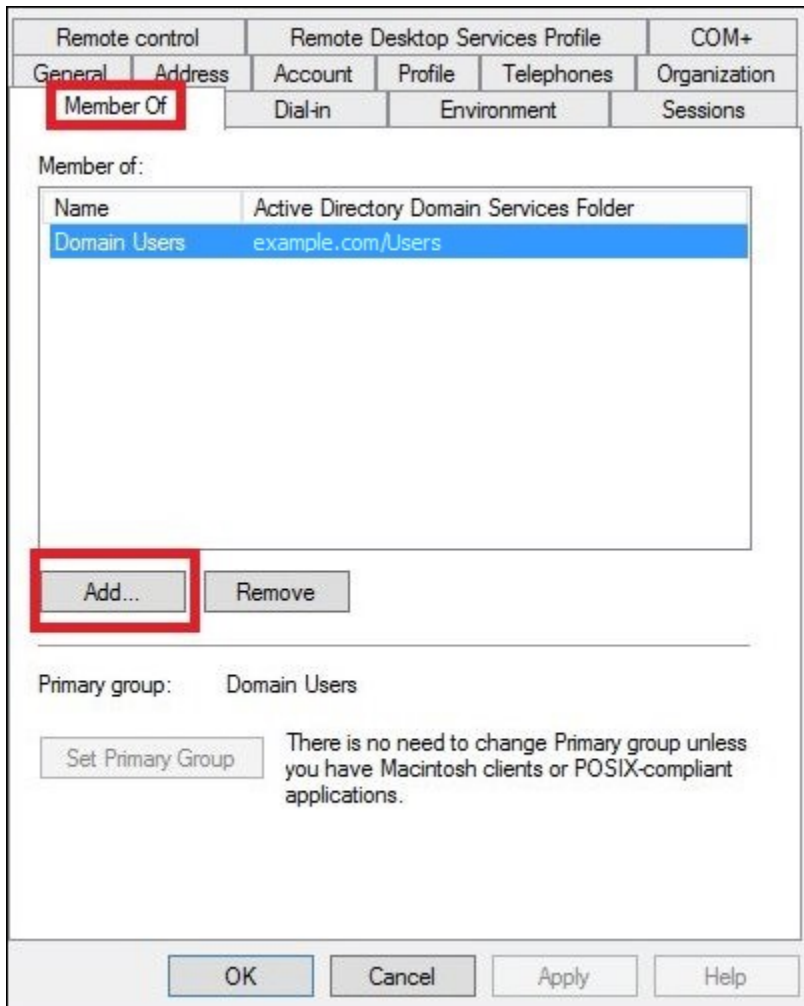 Remote control Remote Desktop Services Profile COM+
General Address Account Profile Telephones Organization
Member Of Dial-in Environment Sessions
Member of:
Name Active Directory Domain Services Folder
Domain Users example.com/Users
Add... Remove
Primary group: Domain Users
Set Primary Group
There is no need to change Primary group unless
you have Macintosh clients or POSIX-compliant
applications.
OK Cancel Apply Help